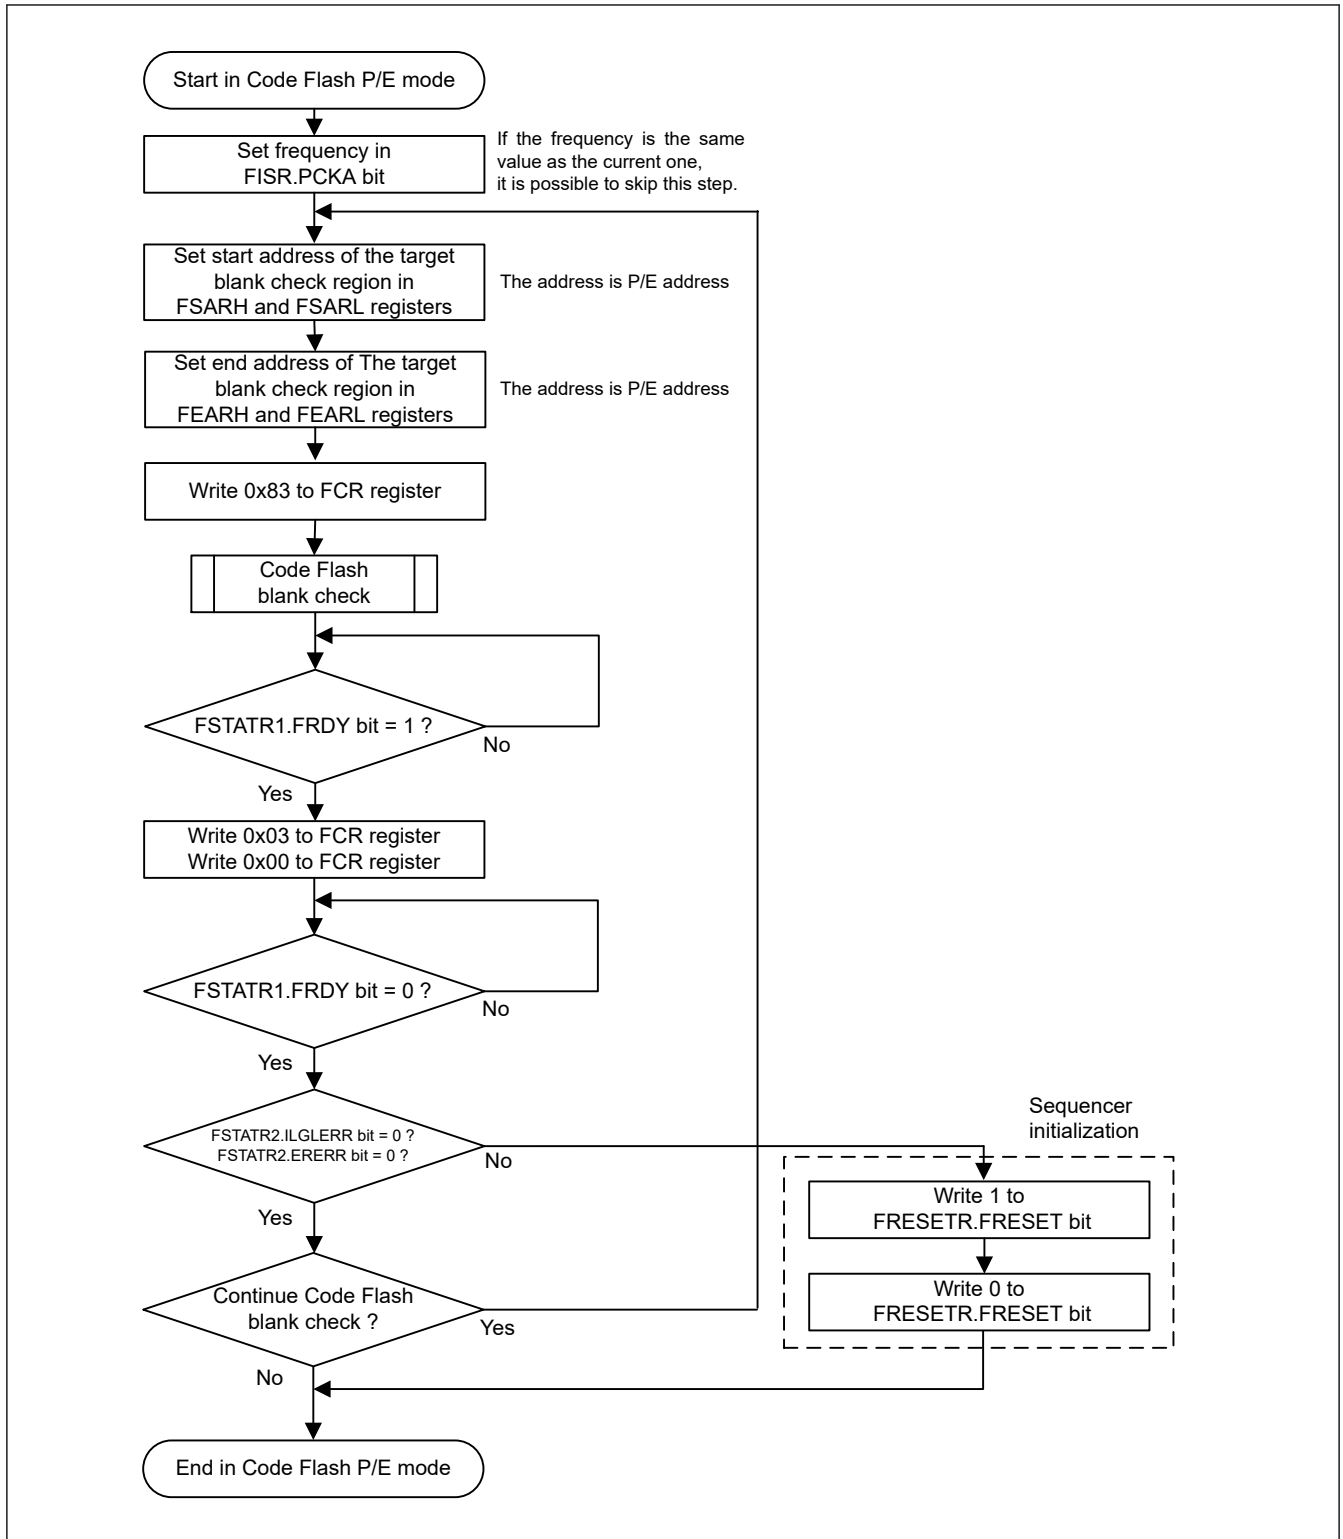 Start in Code Flash P/E mode
Set frequency in
FISR.PCKA bit
If the frequency is the same
value as the current one,
it is possible to skip this step.
Set start address of the target
blank check region in
FSARH and FSARL registers
The address is P/E address
Set end address of The target
blank check region in
FEARH and FEARL registers
The address is P/E address
Write 0x83 to FCR register
Code Flash
blank check
FSTATR1.FRDY bit = 1 ?
No
Yes
Write 0x03 to FCR register
Write 0x00 to FCR register
FSTATR1.FRDY bit = 0 ?
No
Yes
FSTATR2.ILGLERR bit = 0 ?
FSTATR2.ERERR bit = 0 ?
No
Yes
Sequencer
initialization
Write 1 to
FRESETR.FRESET bit
Write 0 to
FRESETR.FRESET bit
Continue Code Flash
blank check ?
Yes
No
End in Code Flash P/E mode